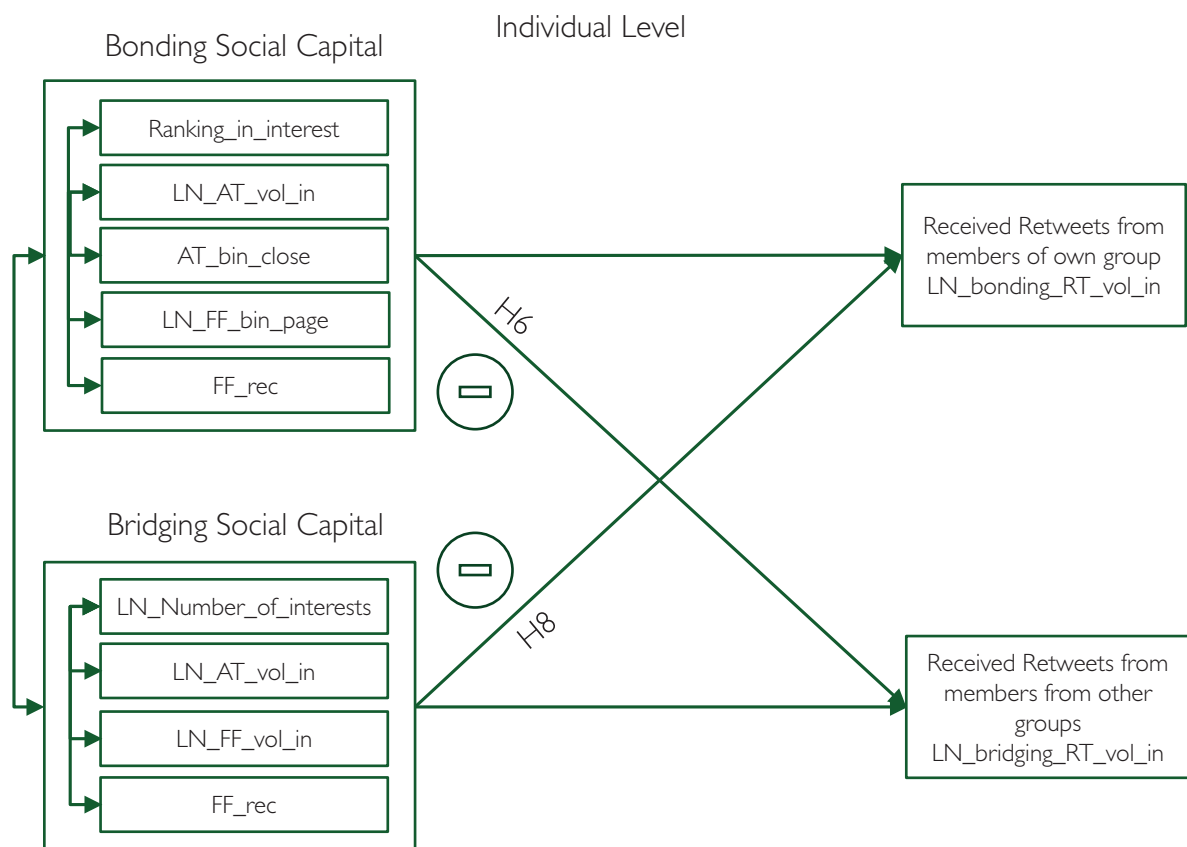 Individual Level
Bonding Social Capital
Ranking_in_interest
LN_AT_vol_in
AT_bin_close
LN_FF_bin_page
FF_rec
H6
Received Retweets from
members of own group
LN_bonding_RT_vol_in
Bridging Social Capital
LN_Number_of_interests
LN_AT_vol_in
LN_FF_vol_in
FF_rec
H8
Received Retweets from
members from other
groups
LN_bridging_RT_vol_in